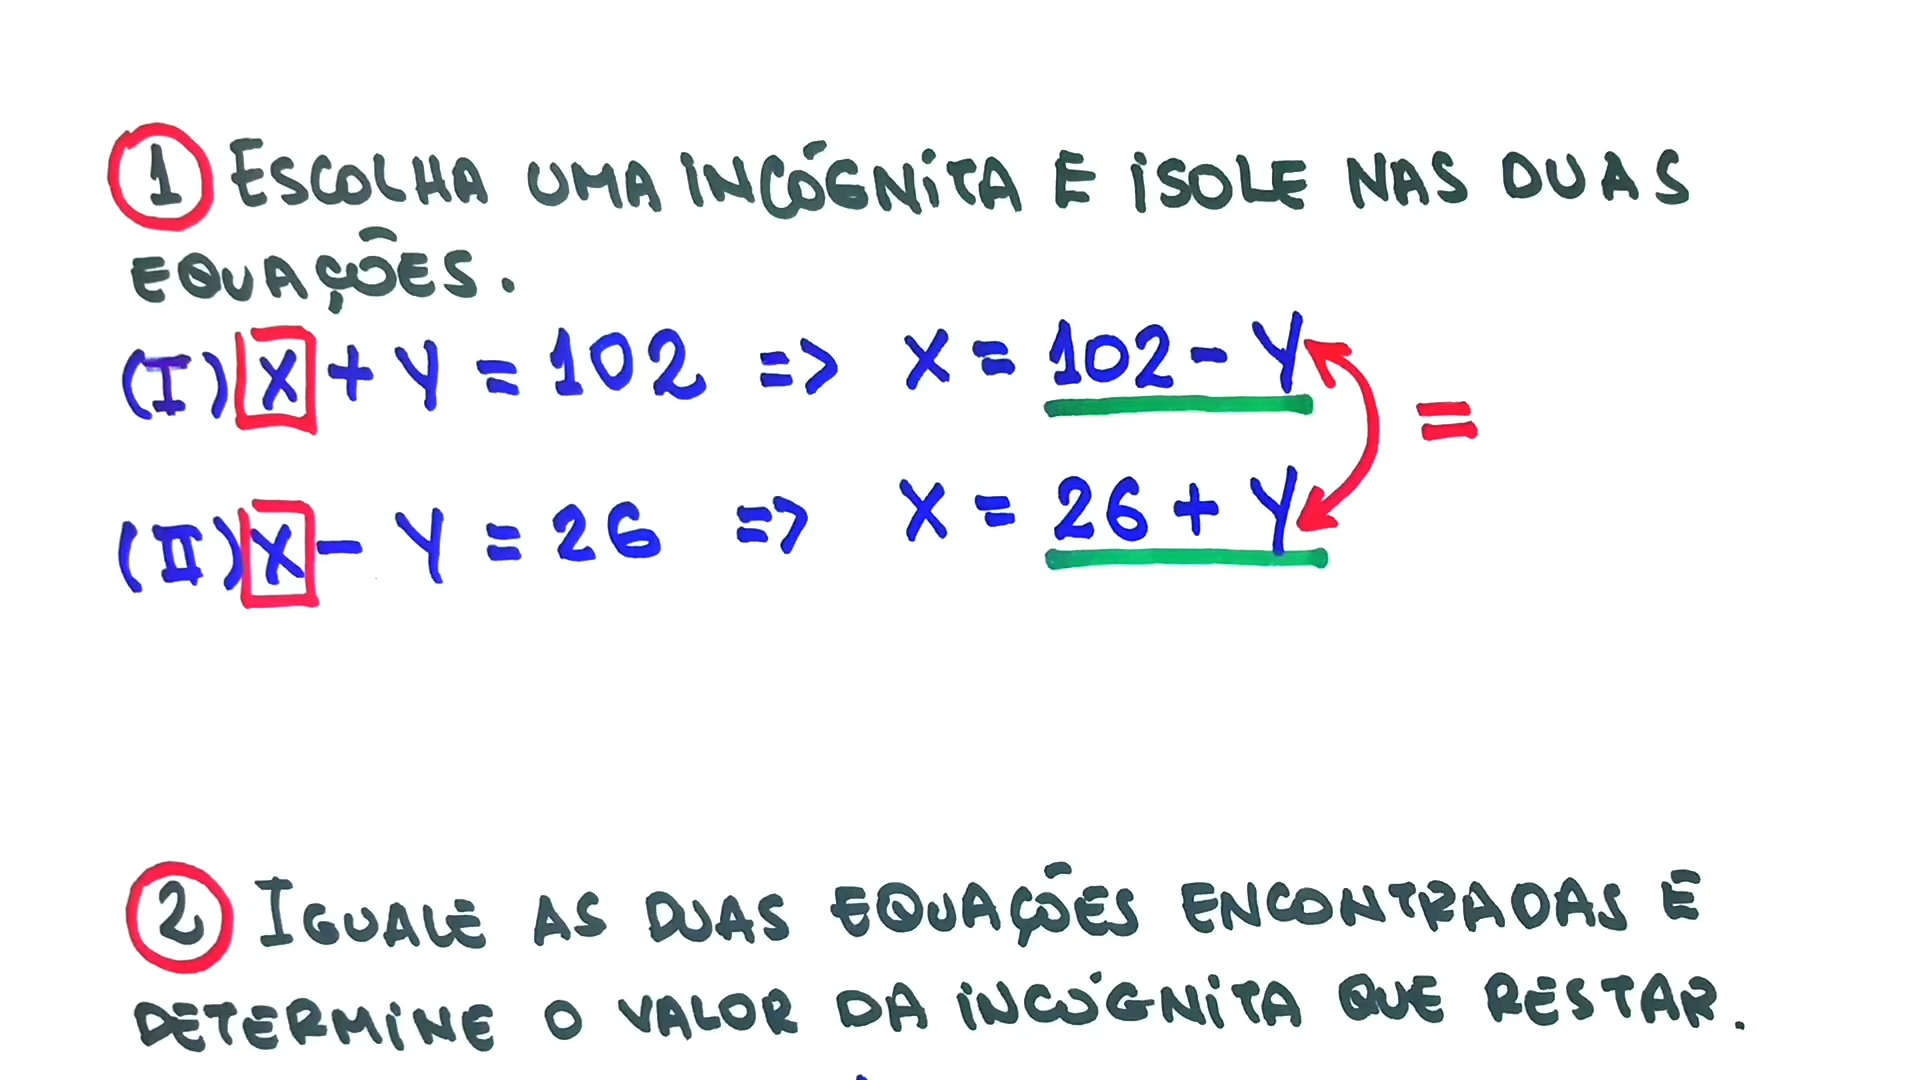 1 ESCOLHA UMA INCÓGNITA E ISOLE NAS DUAS
EQUAÇÕES.
(I) X + Y = 102 => X = 102 - Y
=
(II) X - Y = 26 => X = 26 + Y
2 IGUALE AS DUAS EQUAÇÕES ENCONTRADAS E
DETERMINE O VALOR DA INCÓGNITA QUE RESTAR.